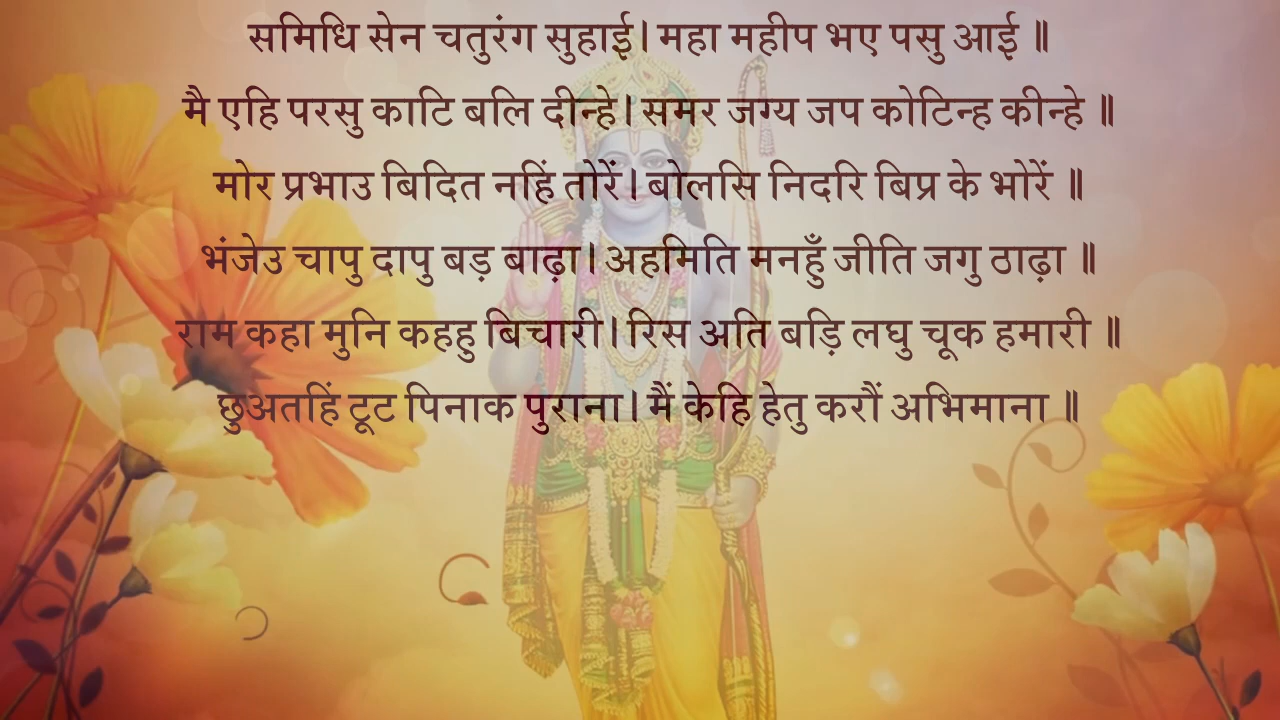 समिधि सेन चतुरंग सुहाई। महा महीप भए पसु आई ॥
मै एहि परसु काटि बलि दीन्हे। समर जग्य जप कोटिन्ह कीन्हे ॥
मोर प्रभाउ बिदित नहिं तोरें। बोलसि निदरि बिप्र के भोरें ॥
भंजेउ चापु दापु बड़ बाढ़ा। अहमिति मनहुँ जीति जगु ठाढ़ा ॥
राम कहा मुनि कहहु बिचारी। रिस अति बड़ि लघु चूक हमारी ॥
छुअतहिं टूट पिनाक पुराना। मैं केहि हेतु करौं अभिमाना ॥